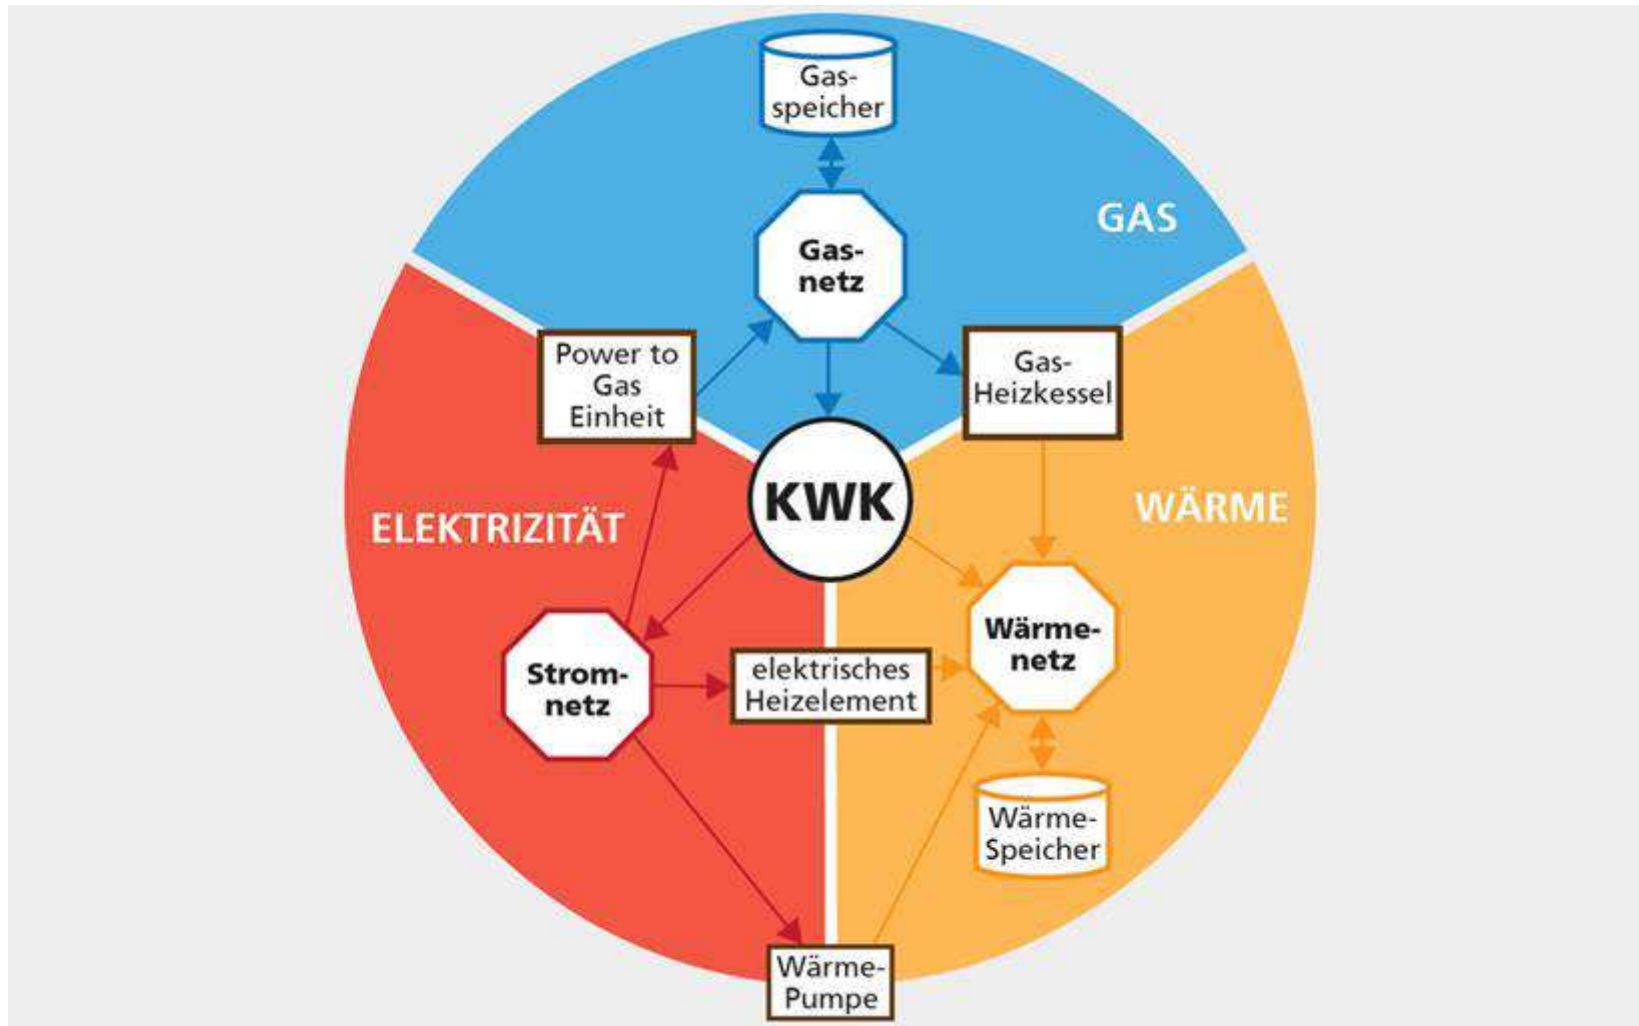 Gas-
speicher
GAS
Gas-
netz
Power to
Gas
Einheit
Gas-
Heizkessel
KWK
ELEKTRIZITÄT
WÄRME
Wärme-
netz
Strom-
netz
elektrisches
Heizelement
Wärme-
Speicher
Wärme-
Pumpe